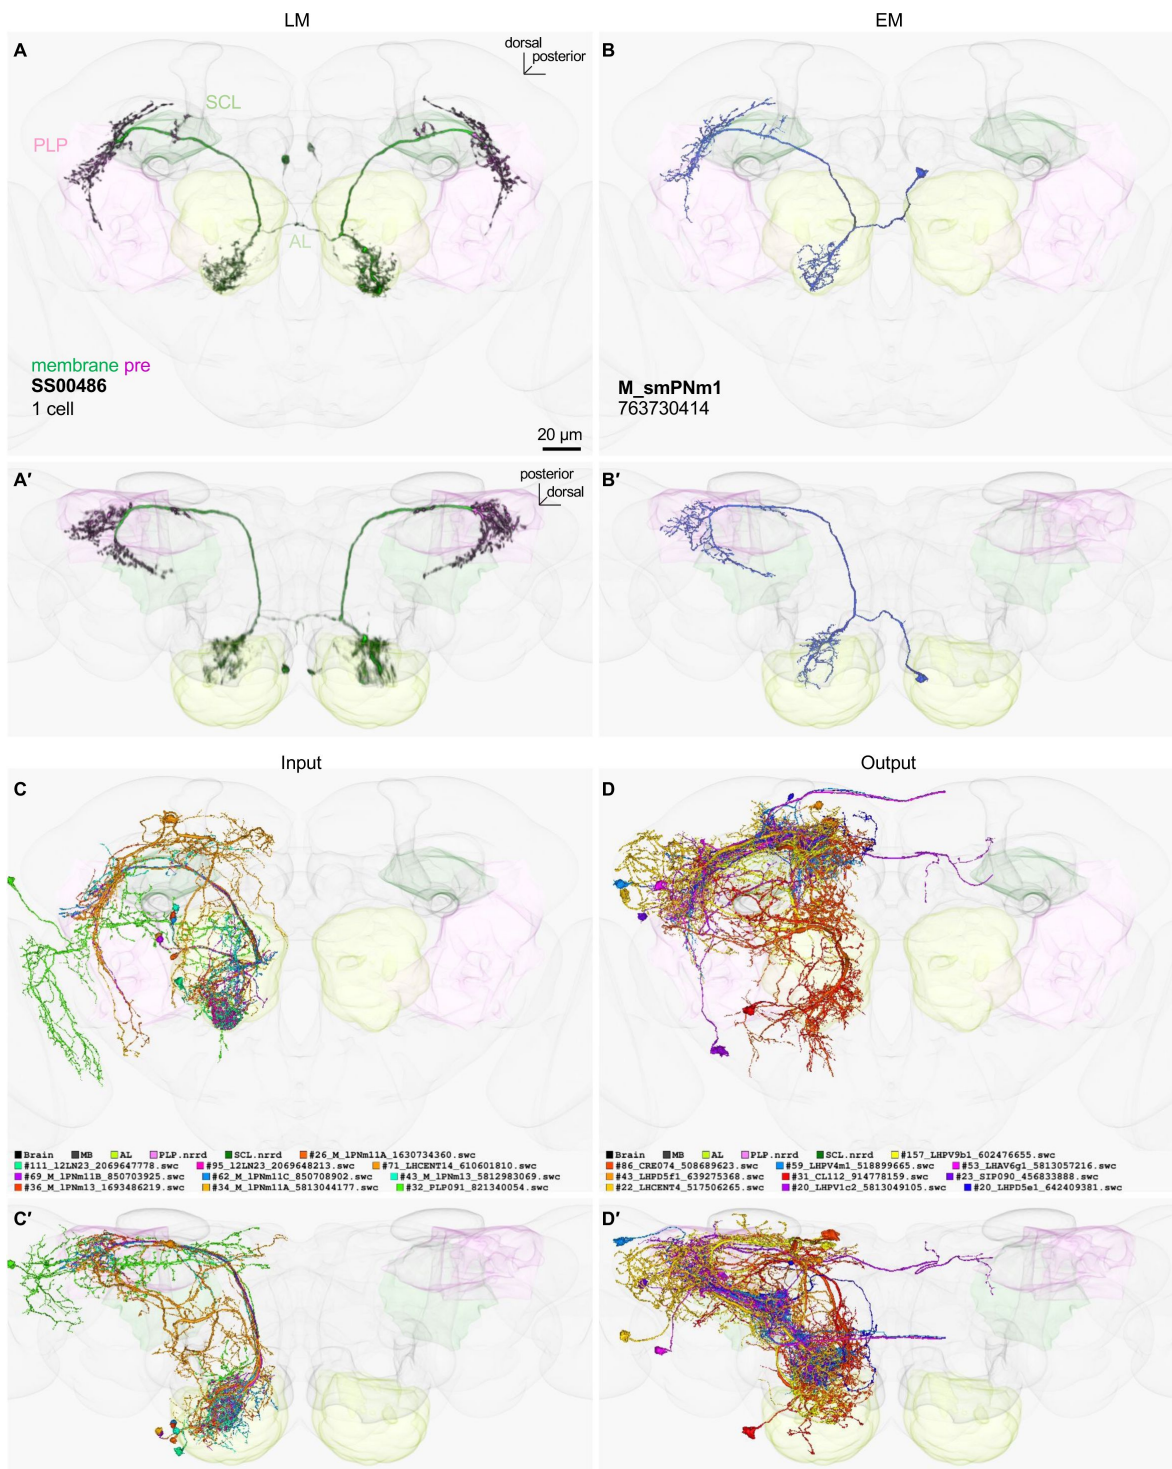 LM
EM
A
dorsal
posterior
B
SCL
PLP
AL
membrane pre
SS00486
1 cell
20 µm
M_smPNm1
763730414
A′
posterior
dorsal
B′
Input
Output
C
D
Brain MB AL PLP.nrrd SCL.nrrd #26_M_lPNm11A_1630734360.swc
#111_l2LN23_2069647778.swc #95_l2LN23_2069648213.swc #71_LHCENT14_610601810.swc
#69_M_lPNm11B_850703925.swc #62_M_lPNm11C_850708902.swc #43_M_lPNm13_5812983069.swc
#36_M_lPNm13_1693486219.swc #34_M_lPNm11A_5813044177.swc #32_PLP091_821340054.swc
Brain MB AL PLP.nrrd SCL.nrrd #157_LHPV9b1_602476655.swc
#86_CRE074_508689623.swc #59_LHPV4m1_518899665.swc #53_LHAV6g1_5813057216.swc
#43_LHPD5f1_639275368.swc #31_CL112_914778159.swc #23_SIP090_456833888.swc
#22_LHCENT4_517506265.swc #20_LHPV1c2_5813049105.swc #20_LHPD5e1_642409381.swc
C′
D′